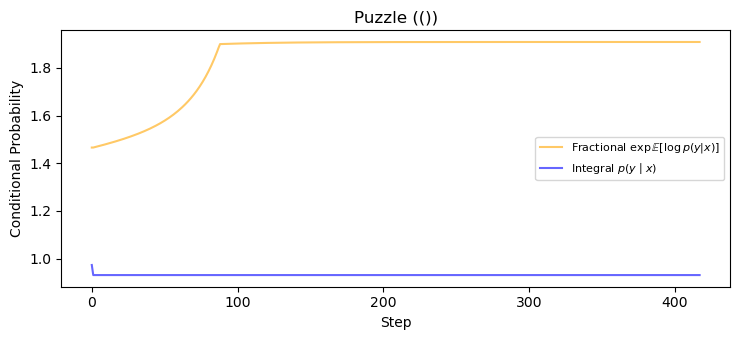 Puzzle (())
Conditional Probability
1.8
1.6
1.4
1.2
1.0
Fractional exp𝔼[log p(y|x)]
Integral p(y | x)
0
100
200
300
400
Step